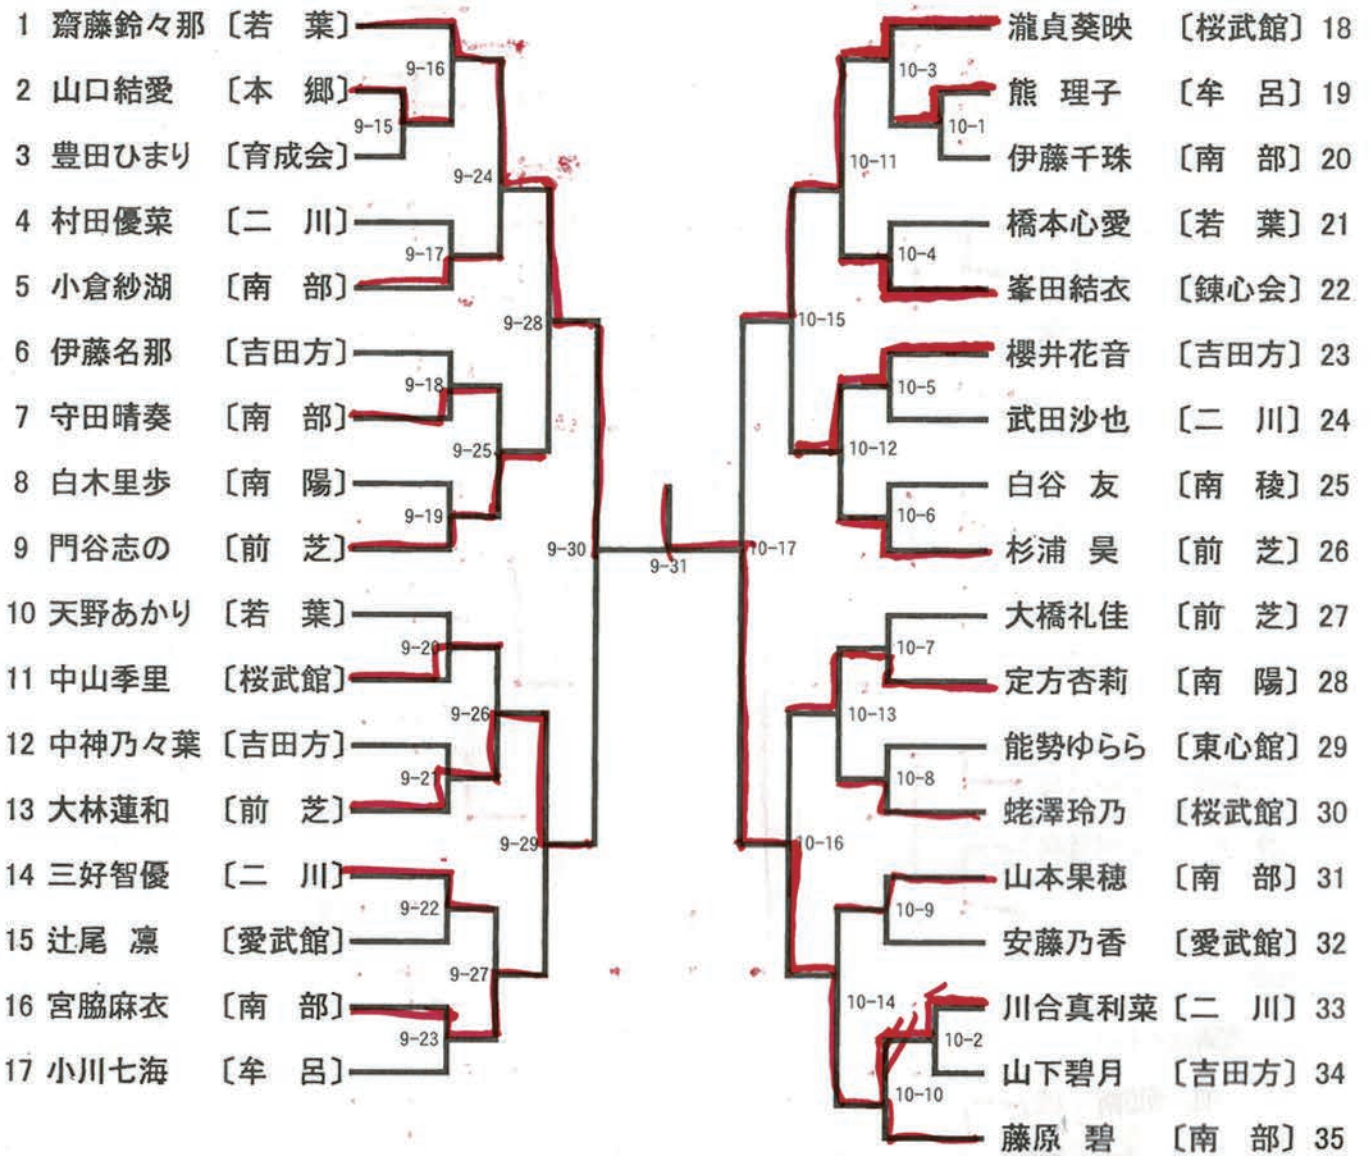 1 齋藤鈴々那 〔若 葉〕
2 山口結愛 〔本 郷〕
3 豊田ひまり 〔育成会〕
4 村田優菜 〔二 川〕
5 小倉紗湖 〔南 部〕
6 伊藤名那 〔吉田方〕
7 守田晴奏 〔南 部〕
8 白木里歩 〔南 陽〕
9 門谷志の 〔前 芝〕
10 天野あかり 〔若 葉〕
11 中山季里 〔桜武館〕
12 中神乃々葉 〔吉田方〕
13 大林蓮和 〔前 芝〕
14 三好智優 〔二 川〕
15 辻尾 凛 〔愛武館〕
16 宮脇麻衣 〔南 部〕
17 小川七海 〔牟 呂〕
9-16
9-15
9-24
9-17
9-28
9-18
9-25
9-19
9-30
9-20
9-26
9-21
9-29
9-22
9-27
9-23
9-31
10-3
10-1
10-11
10-4
10-15
10-5
10-12
10-6
10-17
10-7
10-13
10-8
10-16
10-9
10-14
10-2
10-10
瀧貞葵映 〔桜武館〕 18
熊 理子 〔牟 呂〕 19
伊藤千珠 〔南 部〕 20
橋本心愛 〔若 葉〕 21
峯田結衣 〔錬心会〕 22
櫻井花音 〔吉田方〕 23
武田沙也 〔二 川〕 24
白谷 友 〔南 稜〕 25
杉浦 昊 〔前 芝〕 26
大橋礼佳 〔前 芝〕 27
定方杏莉 〔南 陽〕 28
能勢ゆらら 〔東心館〕 29
蛯澤玲乃 〔桜武館〕 30
山本果穂 〔南 部〕 31
安藤乃香 〔愛武館〕 32
川合真利菜 〔二 川〕 33
山下碧月 〔吉田方〕 34
藤原 碧 〔南 部〕 35